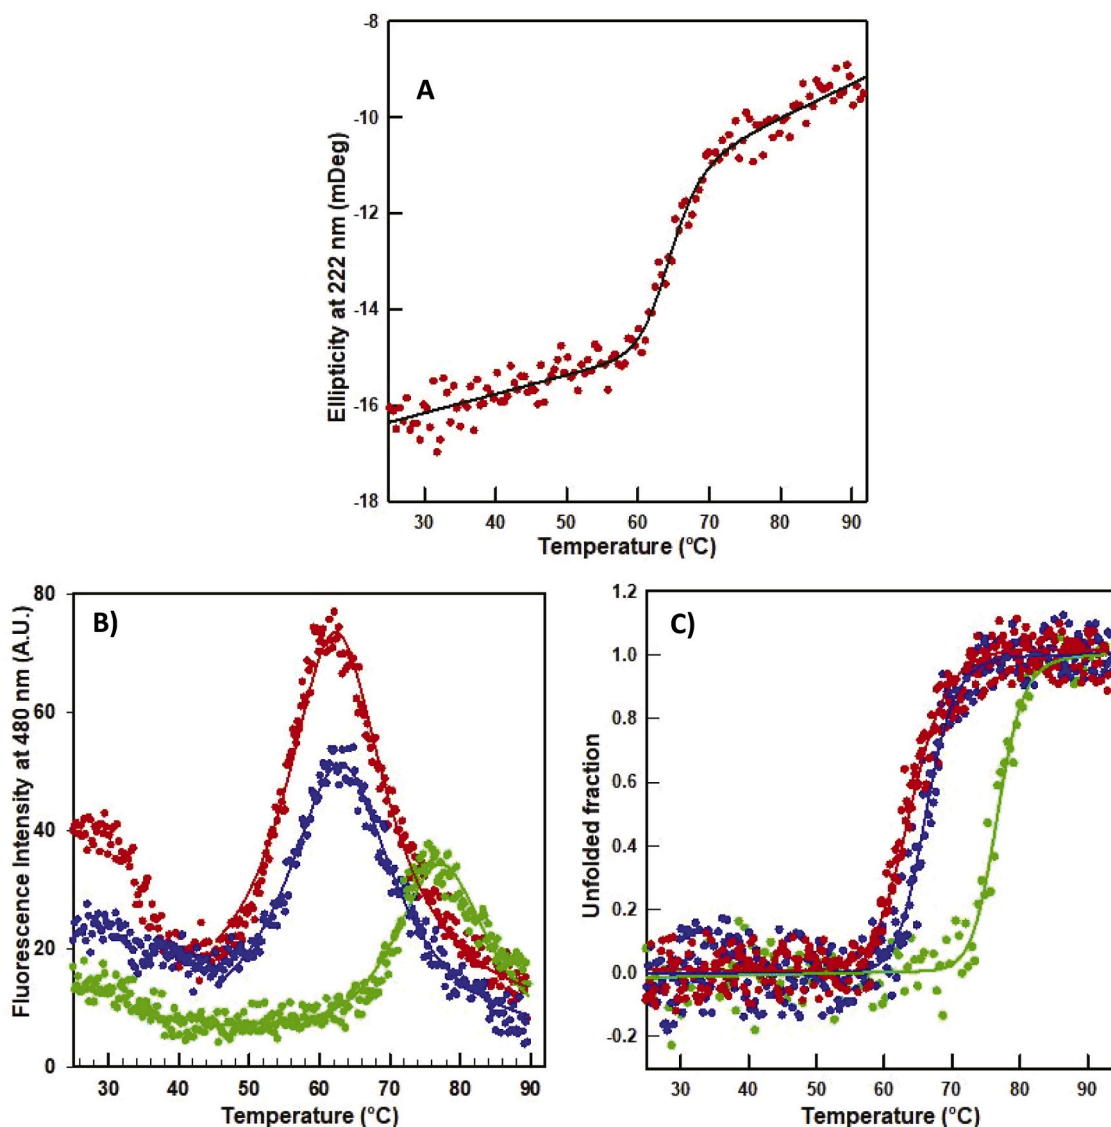 A
Ellipticity at 222 nm (mDeg)
-8
-10
-12
-14
-16
-18
30 40 50 60 70 80 90
Temperature (°C)
B)
Fluorescence Intensity at 480 nm (A.U.)
80
60
40
20
0
30 40 50 60 70 80 90
Temperature (°C)
C)
Unfolded fraction
1.2
1.0
0.8
0.6
0.4
0.2
0.0
-0.2
30 40 50 60 70 80 90
Temperature (°C)